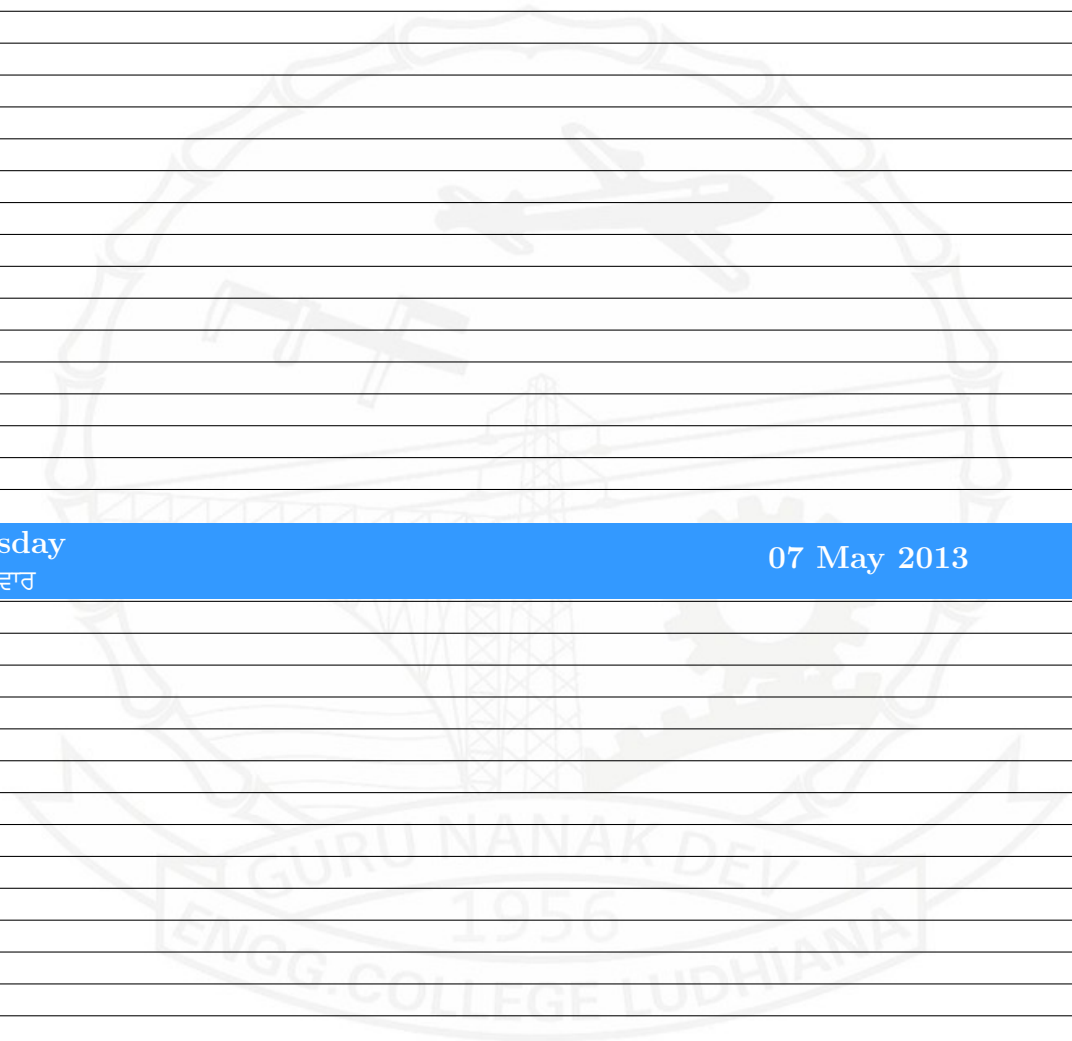 sday
ਵਾਰ
07 May 2013
GURU NANAK DEV
1956
ENGG. COLLEGE LUDHIANA